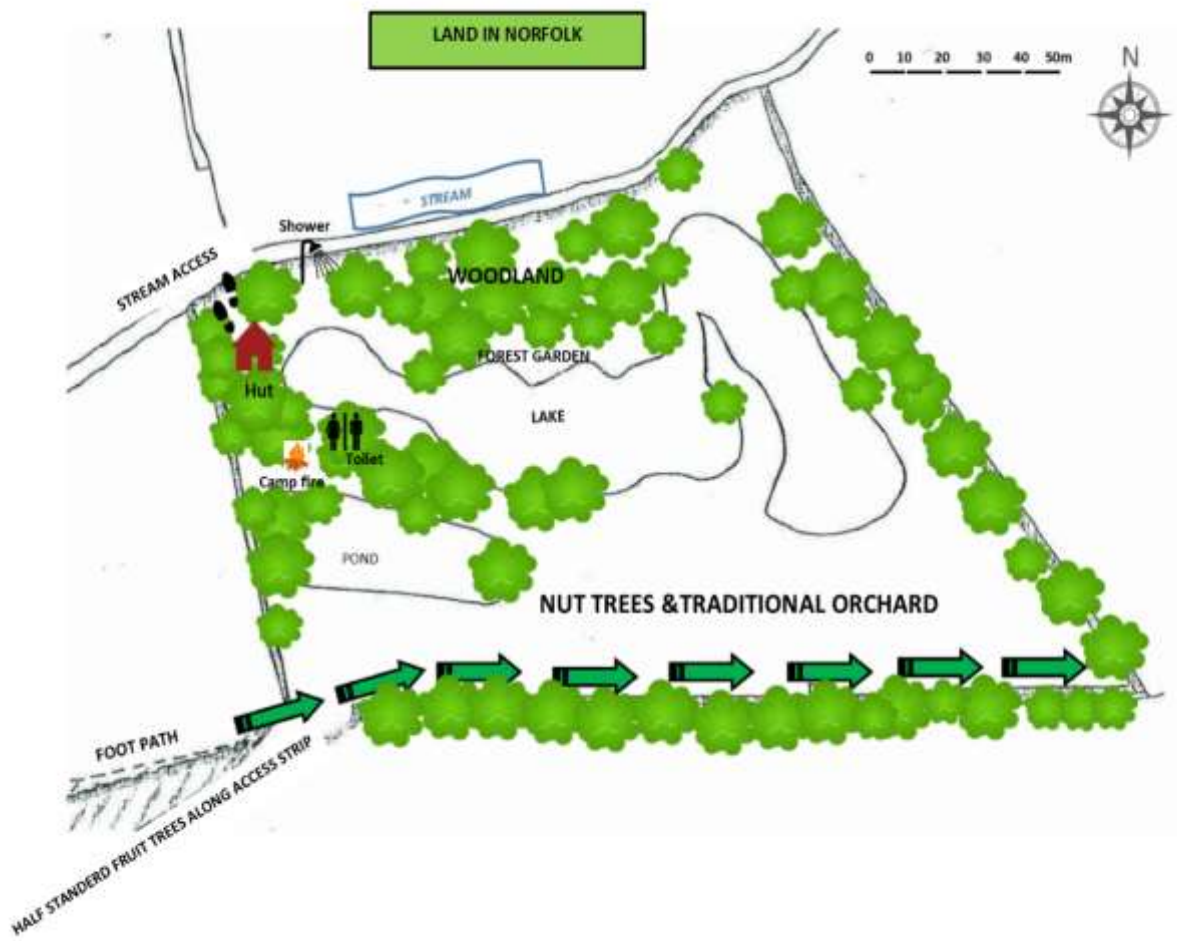 LAND IN NORFOLK
0 10 20 30 40 50m
N
STREAM
Shower
STREAM ACCESS
WOODLAND
FOREST GARDEN
Hut
LAKE
Toilet
Camp fire
POND
NUT TREES &TRADITIONAL ORCHARD
FOOT PATH
HALF STANDERD FRUIT TREES ALONG ACCESS STRIP